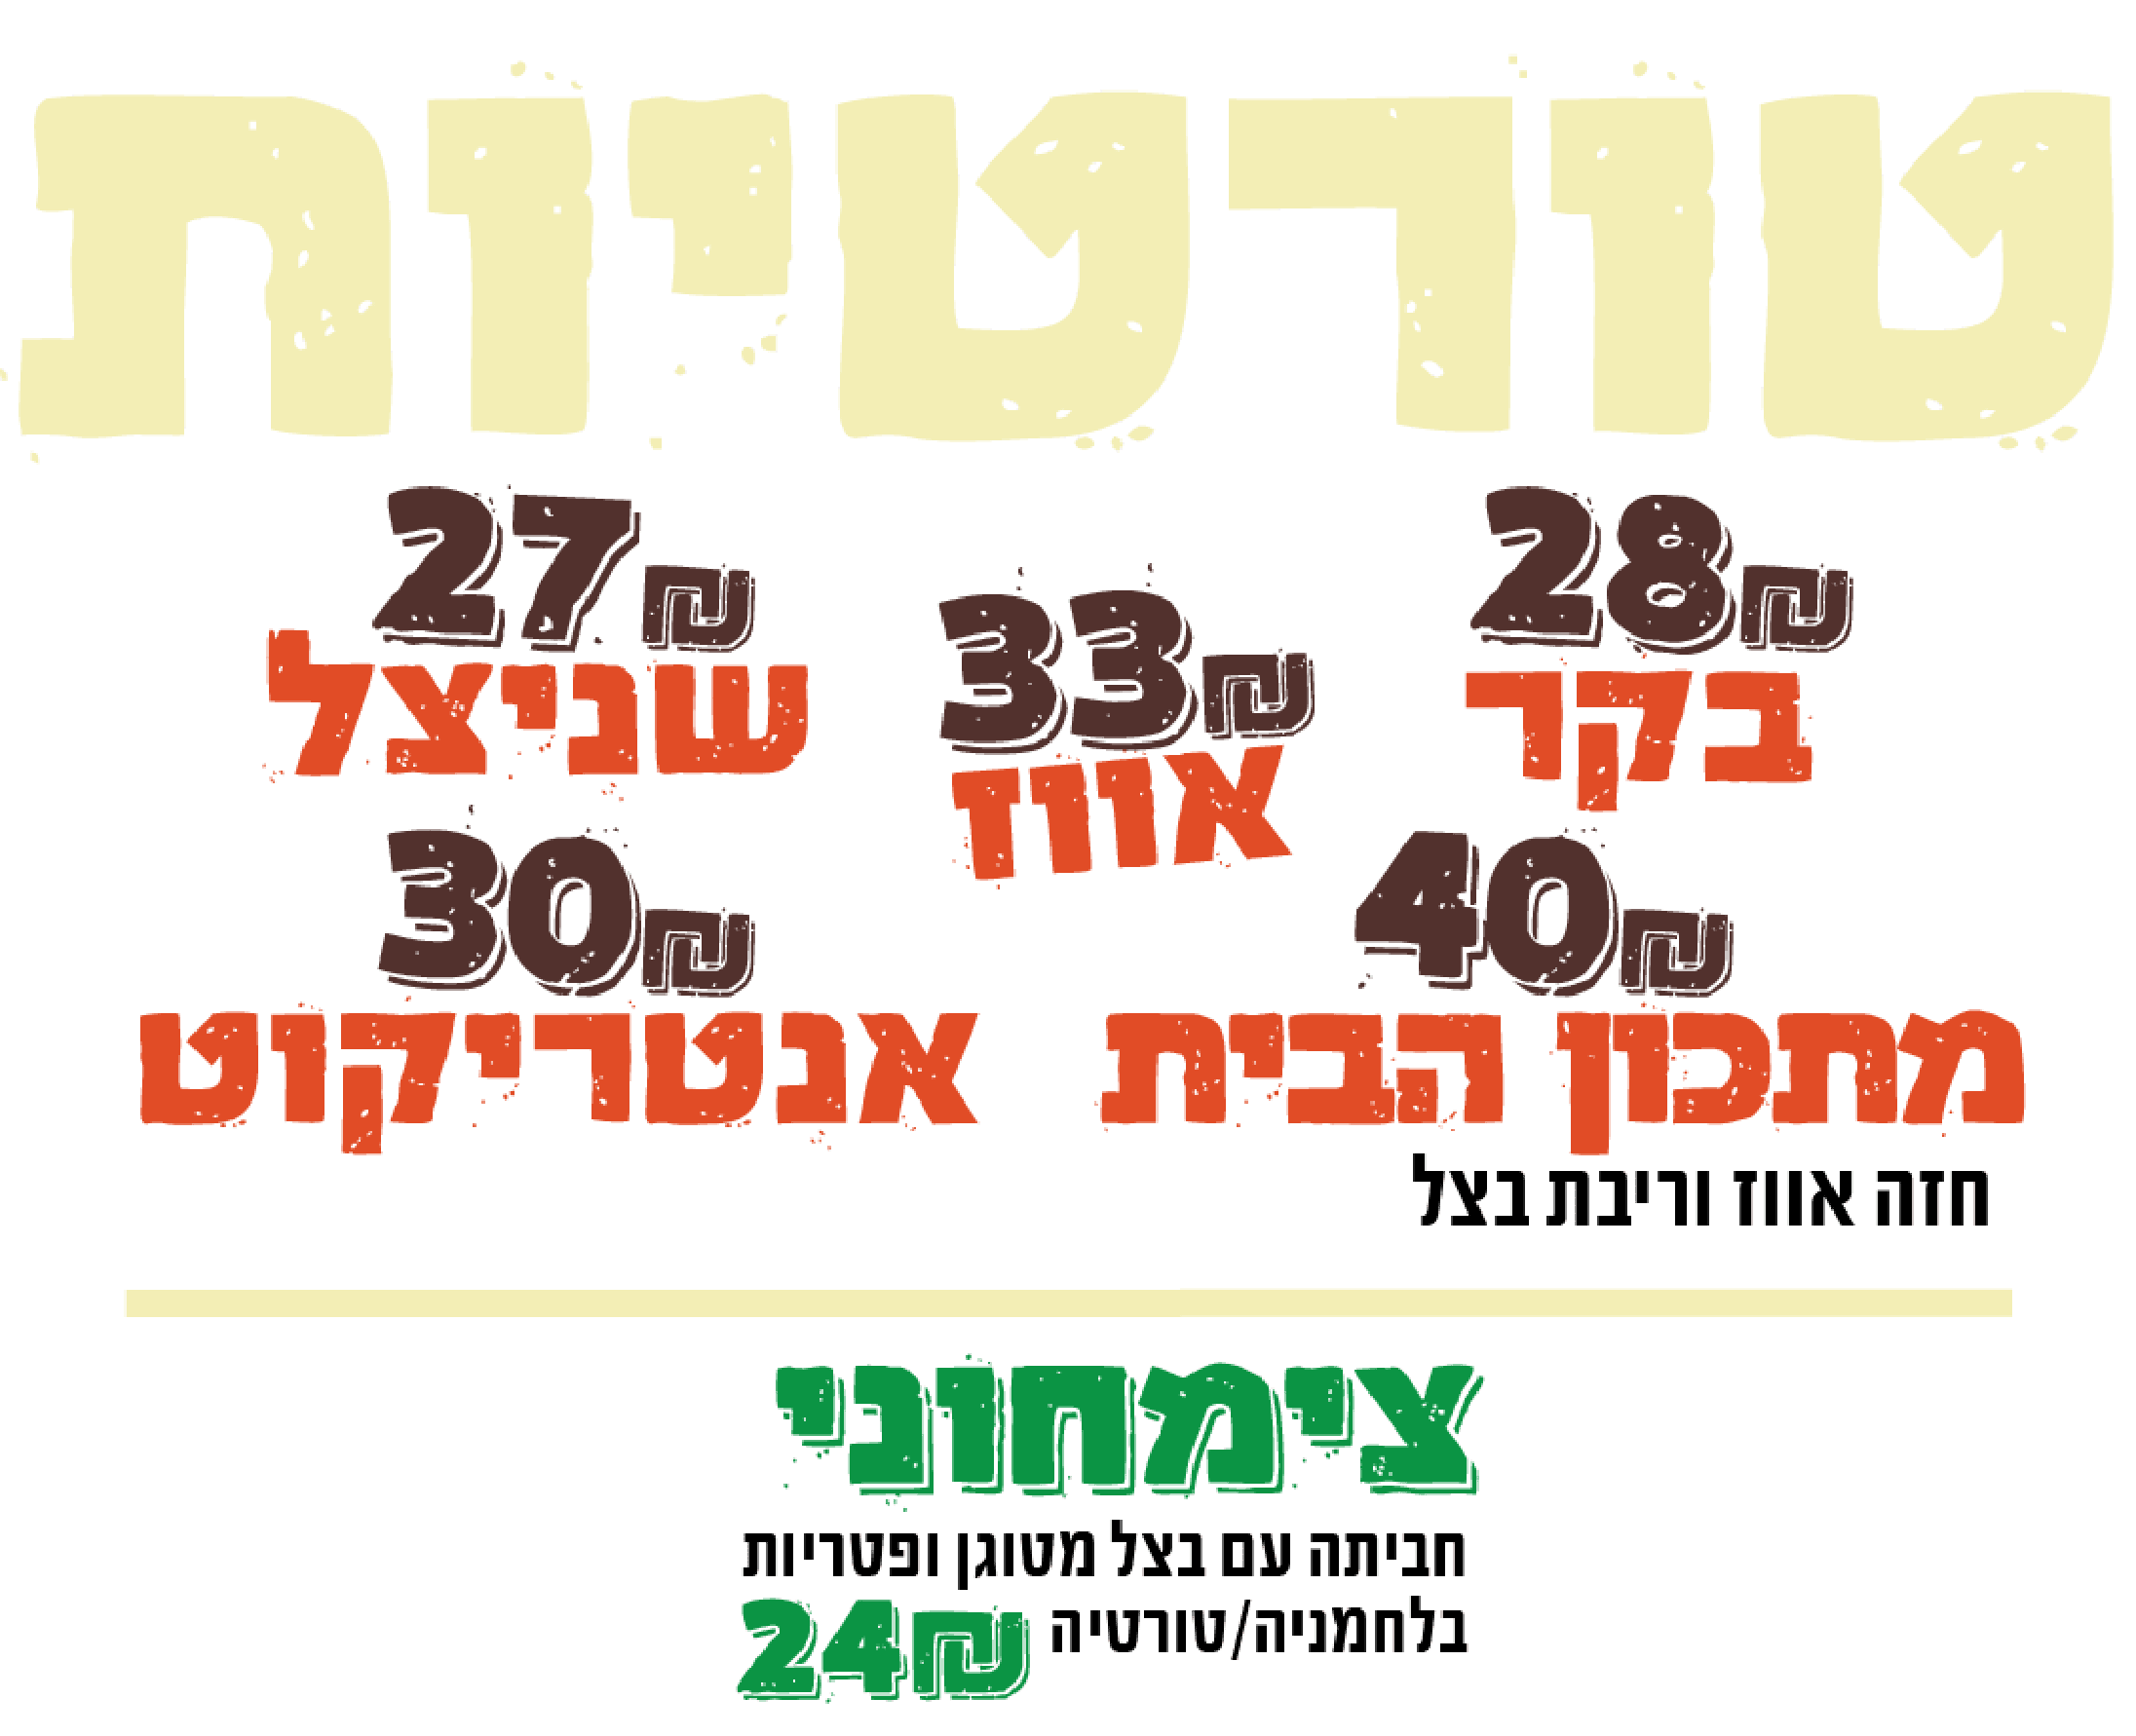 טורטיות
28₪
בקר
33₪
אווז
27₪
שניצל
40₪
מתכון הבית
חזה אווז וריבת בצל
30₪
אנטריקוט
צימחוני
חביתה עם בצל מטוגן ופטריות
בלחמניה/טורטיה 24₪